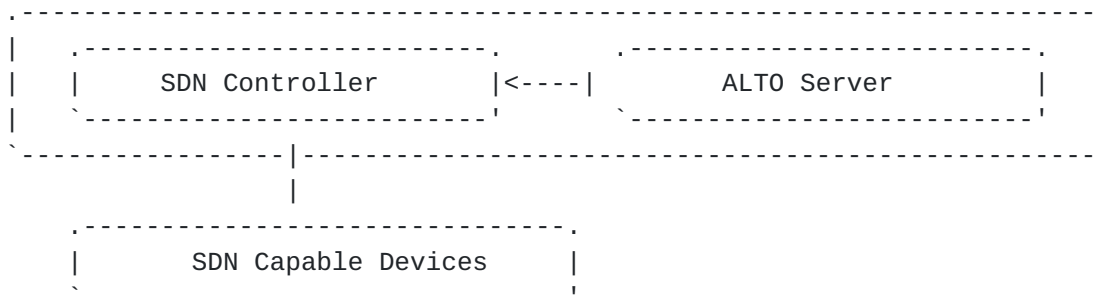 .---------------------------------------------------------------------
|    .--------------------------.        .--------------------------.
|    |     SDN Controller       |<----|        ALTO Server         |
|    `--------------------------'        `--------------------------'
`-----------------|---------------------------------------------------
                  |
    .-------------------------------.
    |       SDN Capable Devices     |
    `                               '